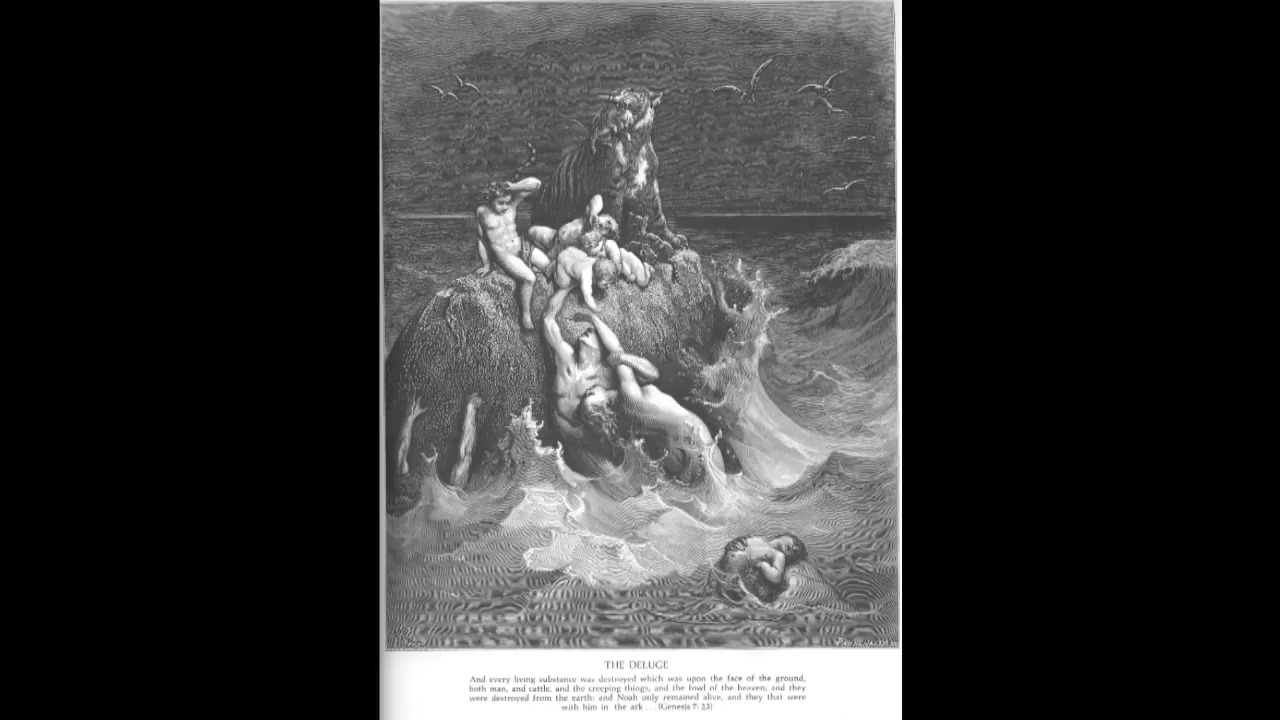 THE DELUGE
And every living substance was destroyed which was upon the face of the ground,
both man, and cattle, and the creeping things, and the fowl of the heaven; and they
were destroyed from the earth: and Noah only remained alive, and they that were
with him in the ark . . . (Genesis 7: 23)